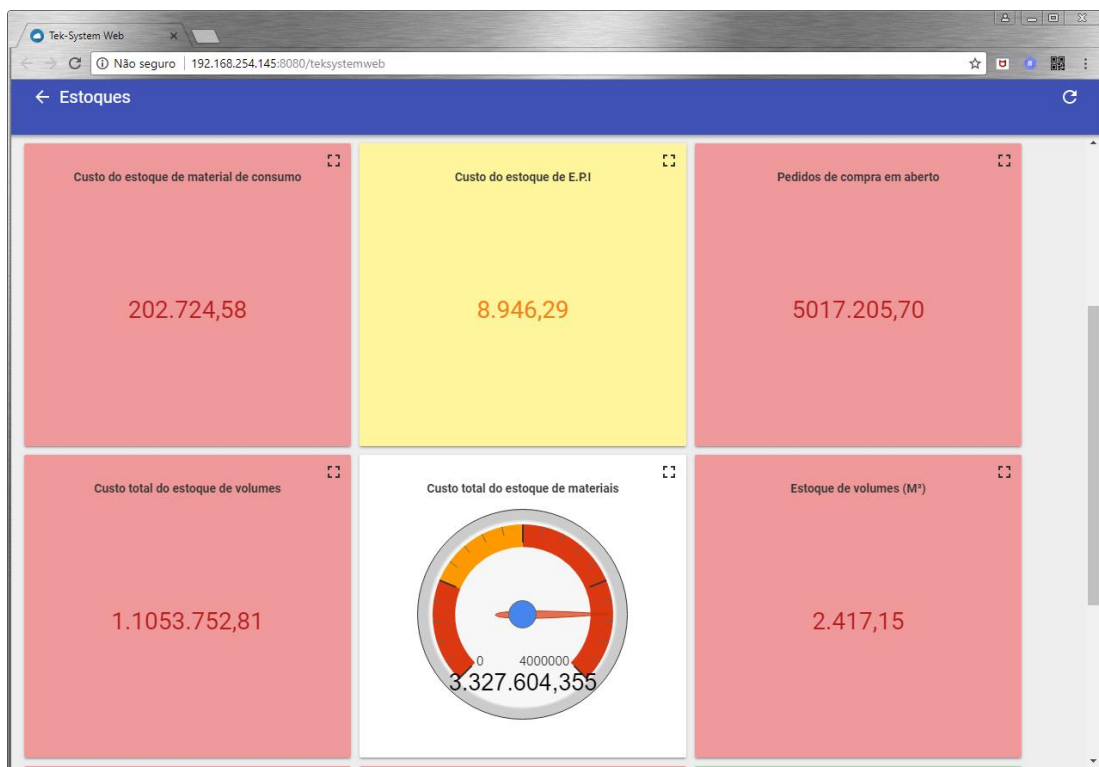 Tek-System Web
Não seguro | 192.168.254.145:8080/teksystemweb
Estoques
Custo do estoque de material de consumo
202.724,58
Custo do estoque de E.P.I
8.946,29
Pedidos de compra em aberto
5017.205,70
Custo total do estoque de volumes
1.1053.752,81
Custo total do estoque de materiais
0 4000000
3.327.604,355
Estoque de volumes (M³)
2.417,15